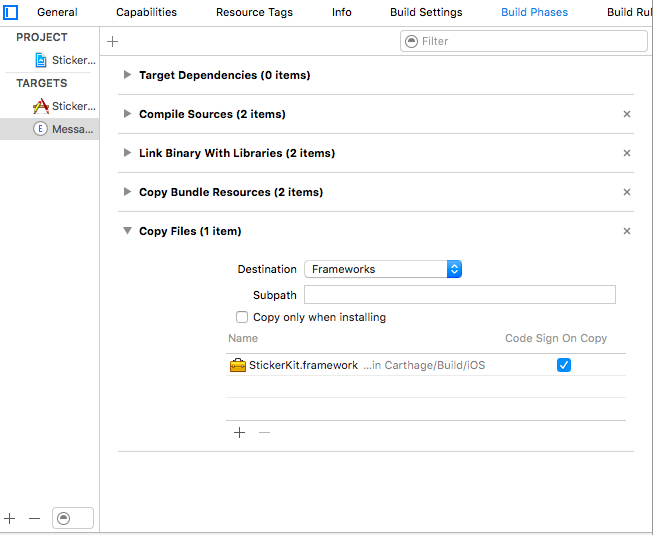 General Capabilities Resource Tags Info Build Settings Build Phases Build Rul
PROJECT
Sticker...
TARGETS
Sticker...
E Messa...
Filter
Target Dependencies (0 items)
Compile Sources (2 items)
Link Binary With Libraries (2 items)
Copy Bundle Resources (2 items)
Copy Files (1 item)
Destination Frameworks
Subpath
Copy only when installing
Name Code Sign On Copy
StickerKit.framework ...in Carthage/Build/iOS